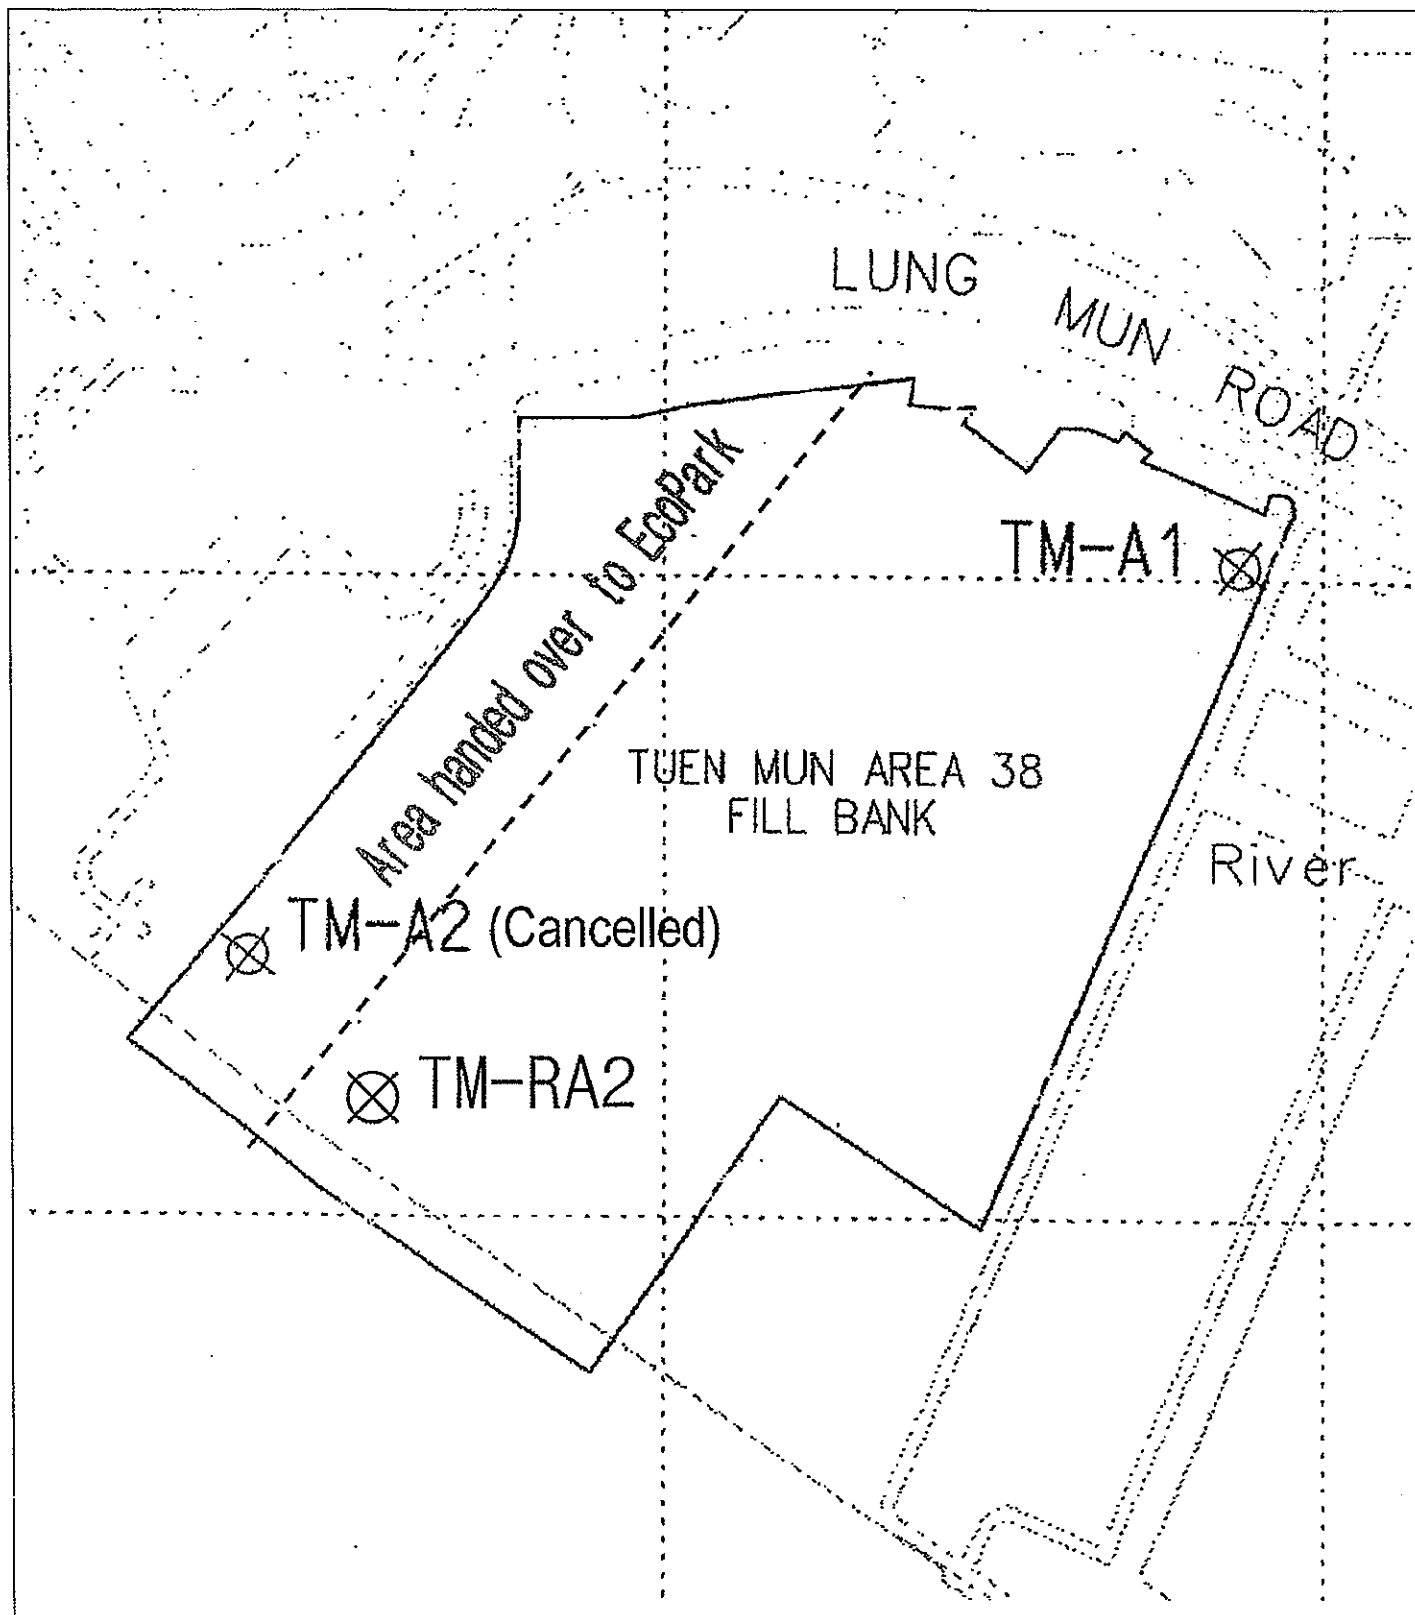 LUNG MUN ROAD
Area handed over to EcoPark
TM-A1
TUEN MUN AREA 38
FILL BANK
River
TM-A2 (Cancelled)
TM-RA2